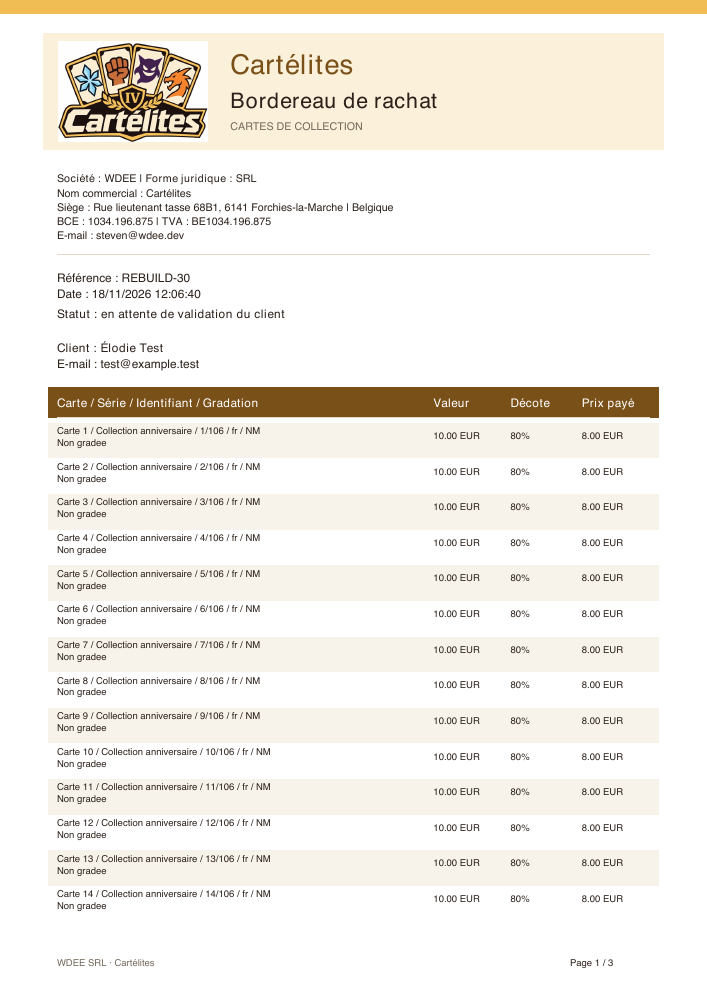 IV
Cartélites
Cartélites
Bordereau de rachat
CARTES DE COLLECTION
Société : WDEE | Forme juridique : SRL
Nom commercial : Cartélites
Siège : Rue lieutenant tasse 68B1, 6141 Forchies-la-Marche | Belgique
BCE : 1034.196.875 | TVA : BE1034.196.875
E-mail : steven@wdee.dev
Référence : REBUILD-30
Date : 18/11/2026 12:06:40
Statut : en attente de validation du client
Client : Élodie Test
E-mail : test@example.test
Carte / Série / Identifiant / Gradation Valeur Décote Prix payé
Carte 1 / Collection anniversaire / 1/106 / fr / NM
Non gradee 10.00 EUR 80% 8.00 EUR
Carte 2 / Collection anniversaire / 2/106 / fr / NM
Non gradee 10.00 EUR 80% 8.00 EUR
Carte 3 / Collection anniversaire / 3/106 / fr / NM
Non gradee 10.00 EUR 80% 8.00 EUR
Carte 4 / Collection anniversaire / 4/106 / fr / NM
Non gradee 10.00 EUR 80% 8.00 EUR
Carte 5 / Collection anniversaire / 5/106 / fr / NM
Non gradee 10.00 EUR 80% 8.00 EUR
Carte 6 / Collection anniversaire / 6/106 / fr / NM
Non gradee 10.00 EUR 80% 8.00 EUR
Carte 7 / Collection anniversaire / 7/106 / fr / NM
Non gradee 10.00 EUR 80% 8.00 EUR
Carte 8 / Collection anniversaire / 8/106 / fr / NM
Non gradee 10.00 EUR 80% 8.00 EUR
Carte 9 / Collection anniversaire / 9/106 / fr / NM
Non gradee 10.00 EUR 80% 8.00 EUR
Carte 10 / Collection anniversaire / 10/106 / fr / NM
Non gradee 10.00 EUR 80% 8.00 EUR
Carte 11 / Collection anniversaire / 11/106 / fr / NM
Non gradee 10.00 EUR 80% 8.00 EUR
Carte 12 / Collection anniversaire / 12/106 / fr / NM
Non gradee 10.00 EUR 80% 8.00 EUR
Carte 13 / Collection anniversaire / 13/106 / fr / NM
Non gradee 10.00 EUR 80% 8.00 EUR
Carte 14 / Collection anniversaire / 14/106 / fr / NM
Non gradee 10.00 EUR 80% 8.00 EUR
WDEE SRL · Cartélites Page 1 / 3